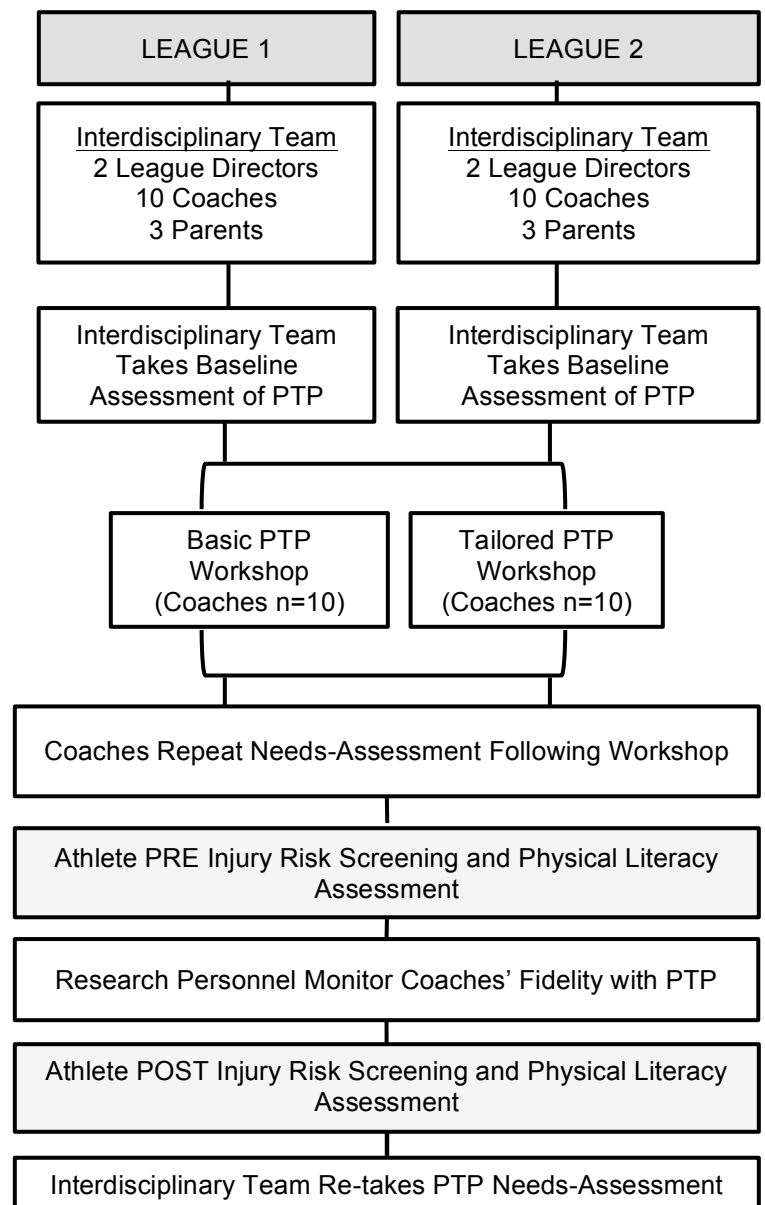 LEAGUE 1
LEAGUE 2
Interdisciplinary Team
2 League Directors
10 Coaches
3 Parents
Interdisciplinary Team
2 League Directors
10 Coaches
3 Parents
Interdisciplinary Team
Takes Baseline
Assessment of PTP
Interdisciplinary Team
Takes Baseline
Assessment of PTP
Basic PTP
Workshop
(Coaches n=10)
Tailored PTP
Workshop
(Coaches n=10)
Coaches Repeat Needs-Assessment Following Workshop
Athlete PRE Injury Risk Screening and Physical Literacy
Assessment
Research Personnel Monitor Coaches’ Fidelity with PTP
Athlete POST Injury Risk Screening and Physical Literacy
Assessment
Interdisciplinary Team Re-takes PTP Needs-Assessment